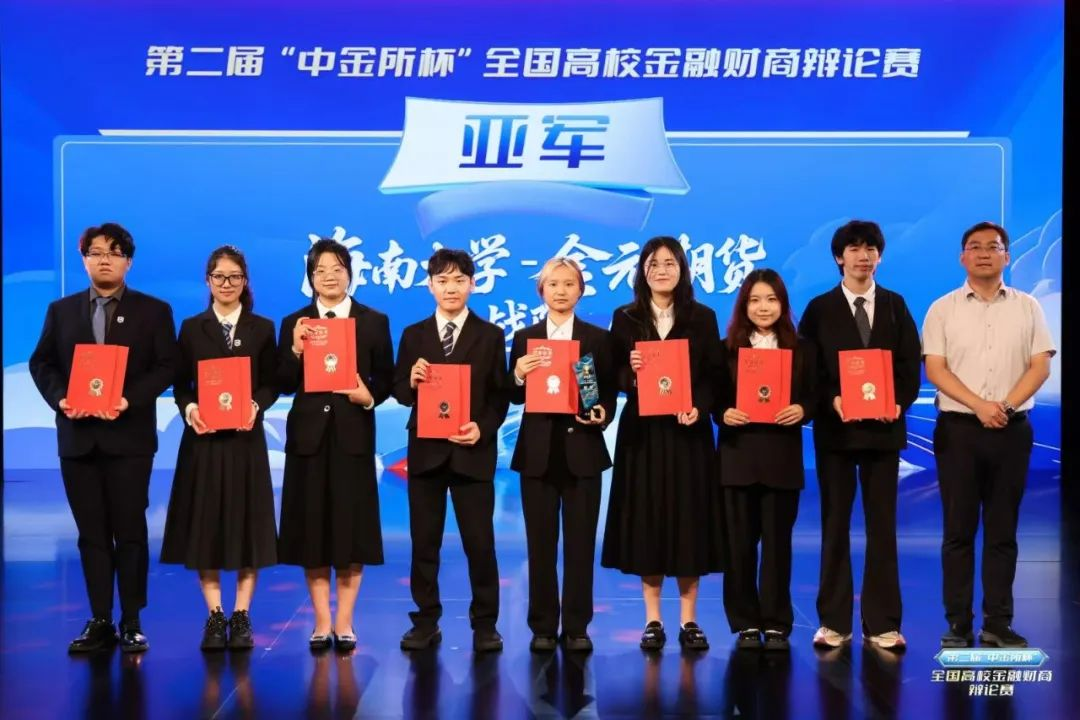 第二届“中金所杯”全国高校金融财商辩论赛
亚军
海南大学-金元期货
战队
第二届“中金所杯”
全国高校金融财商
辩论赛